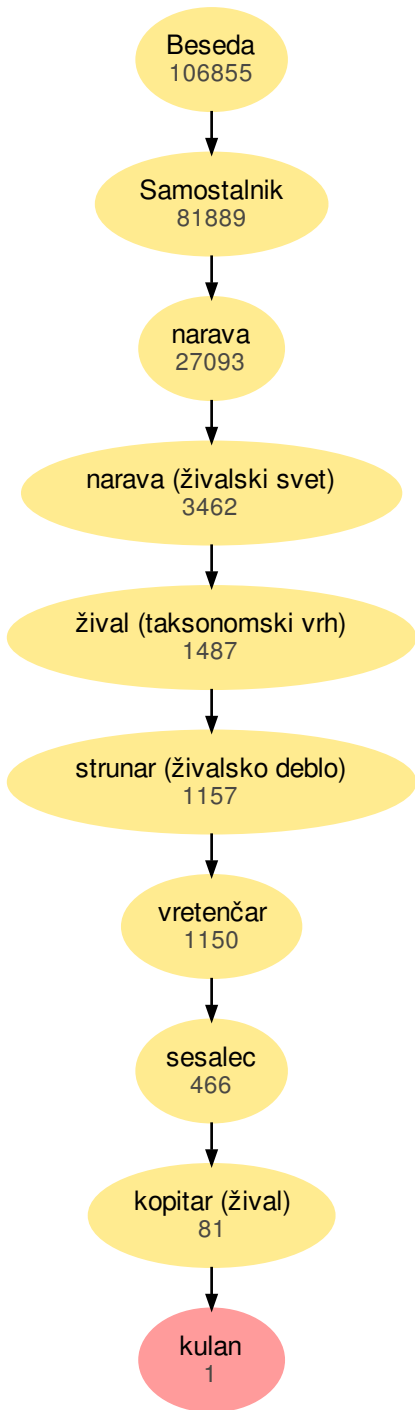 Beseda
106855
Samostalnik
81889
narava
27093
narava (živalski svet)
3462
žival (taksonomski vrh)
1487
strunar (živalsko deblo)
1157
vretenčar
1150
sesalec
466
kopitar (žival)
81
kulan
1